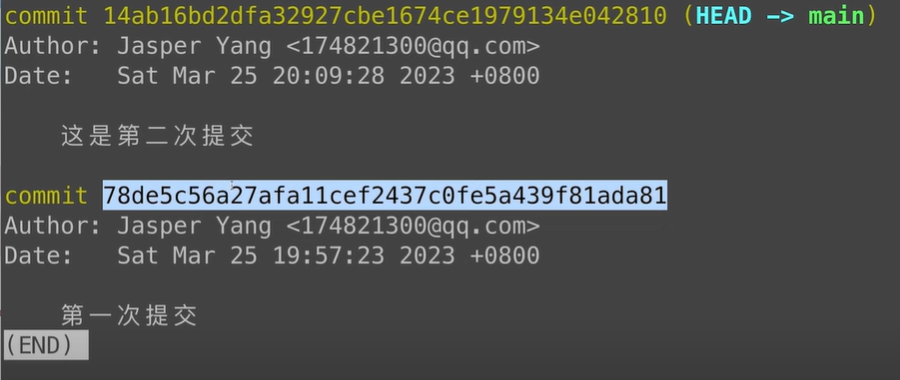 commit 14ab16bd2dfa32927cbe1674ce1979134e042810 (HEAD -> main)
Author: Jasper Yang <174821300@qq.com>
Date:   Sat Mar 25 20:09:28 2023 +0800
这是第二次提交
commit 78de5c56a27afa11cef2437c0fe5a439f81ada81
Author: Jasper Yang <174821300@qq.com>
Date:   Sat Mar 25 19:57:23 2023 +0800
第一次提交
(END)